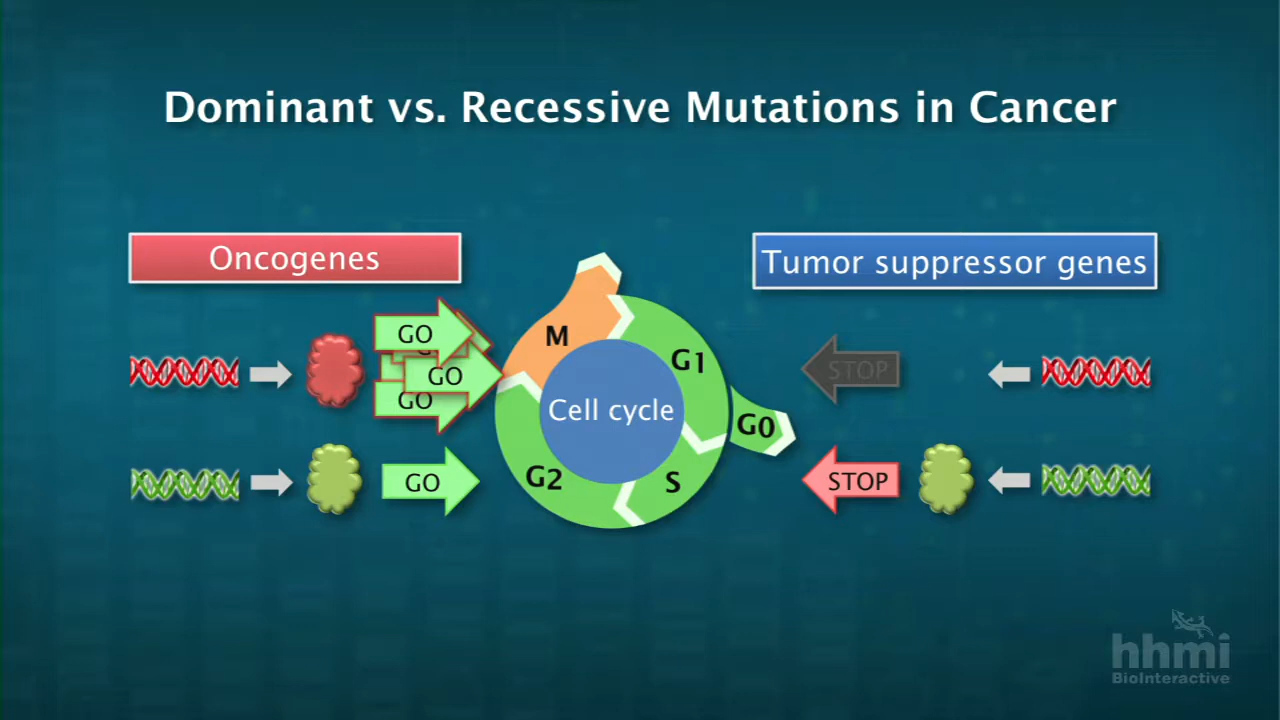 Dominant vs. Recessive Mutations in Cancer
Oncogenes
Tumor suppressor genes
GO
GO
GO
GO
M
G1
G0
S
G2
Cell cycle
STOP
STOP
hhmi
BioInteractive